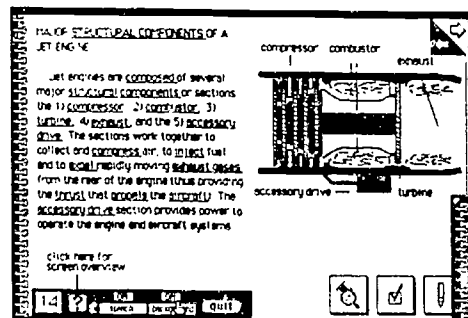 MAJOR STRUCTURAL COMPONENTS OF A
JET ENGINE
Jet engines are composed of several
major structural components or sections
the 1) compressor 2) combustor, 3)
turbine, 4) exhaust, and the 5) accessory
drive. The sections work together to
collect and compress air, to inject fuel
and to expel rapidly moving exhaust gases
from the rear of the engine thus providing
the thrust that propels the aircraft. The
accessory drive section provides power to
operate the engine and aircraft systems
click here for
screen overview
14 ? quit
compressor combustor
exhaust
accessory drive turbine